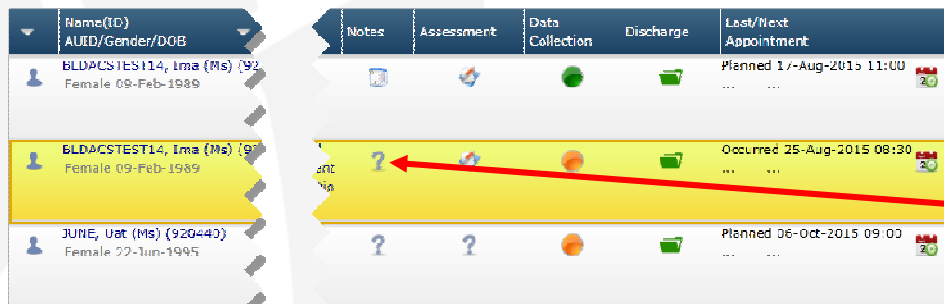 Name(ID)
AUID/Gender/DOB
Notes
Assessment
Data
Collection
Discharge
Last/Next
Appointment
BLDACSTEST14, Ima (Ms) (92
Female 09-Feb-1989
Planned 17-Aug-2015 11:00
... ...
BLDACSTEST14, Ima (Ms) (9
Female 09-Feb-1989
Occurred 25-Aug-2015 08:30
... ...
JUNE, Uat (Ms) (920440)
Female 22-Jun-1995
Planned 06-Oct-2015 09:00
... ...